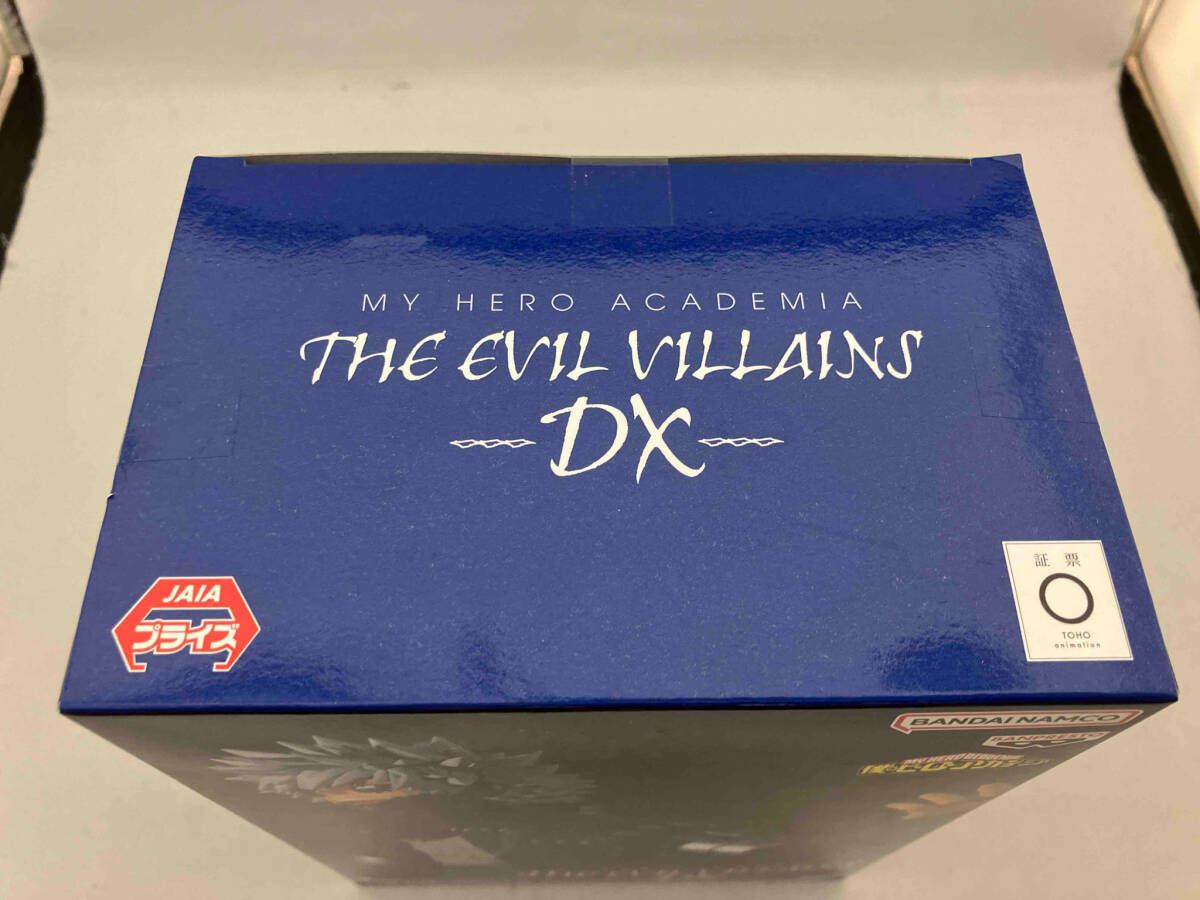 MY HERO ACADEMIA
THE EVIL VILLAINS
DX
JAIA
プライズ
証票
TOHO
animation
BANDAI NAMCO
BANPRESTO